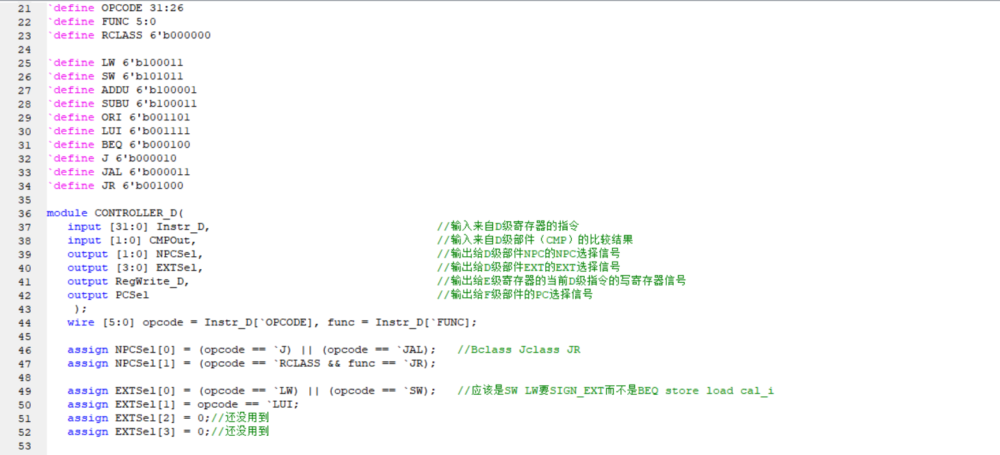 21 `define OPCODE 31:26
22 `define FUNC 5:0
23 `define RCLASS 6'b000000
24
25 `define LW 6'b100011
26 `define SW 6'b101011
27 `define ADDU 6'b100001
28 `define SUBU 6'b100011
29 `define ORI 6'b001101
30 `define LUI 6'b001111
31 `define BEQ 6'b000100
32 `define J 6'b000010
33 `define JAL 6'b000011
34 `define JR 6'b001000
35
36 module CONTROLLER_D(
37 input [31:0] Instr_D, //输入来自D级寄存器的指令
38 input [1:0] CMPOut, //输入来自D级部件（CMP）的比较结果
39 output [1:0] NPCSel, //输出给D级部件NPC的NPC选择信号
40 output [3:0] EXTSel, //输出给D级部件EXT的EXT选择信号
41 output RegWrite_D, //输出给E级寄存器的当前D级指令的写寄存器信号
42 output PCSel //输出给F级部件的PC选择信号
43 );
44 wire [5:0] opcode = Instr_D[`OPCODE], func = Instr_D[`FUNC];
45
46 assign NPCSel[0] = (opcode == `J) || (opcode == `JAL); //Bclass Jclass JR
47 assign NPCSel[1] = (opcode == `RCLASS && func == `JR);
48
49 assign EXTSel[0] = (opcode == `LW) || (opcode == `SW); //应该是SW LW要SIGN_EXT而不是BEQ store load cal_i
50 assign EXTSel[1] = opcode == `LUI;
51 assign EXTSel[2] = 0;//还没用到
52 assign EXTSel[3] = 0;//还没用到
53